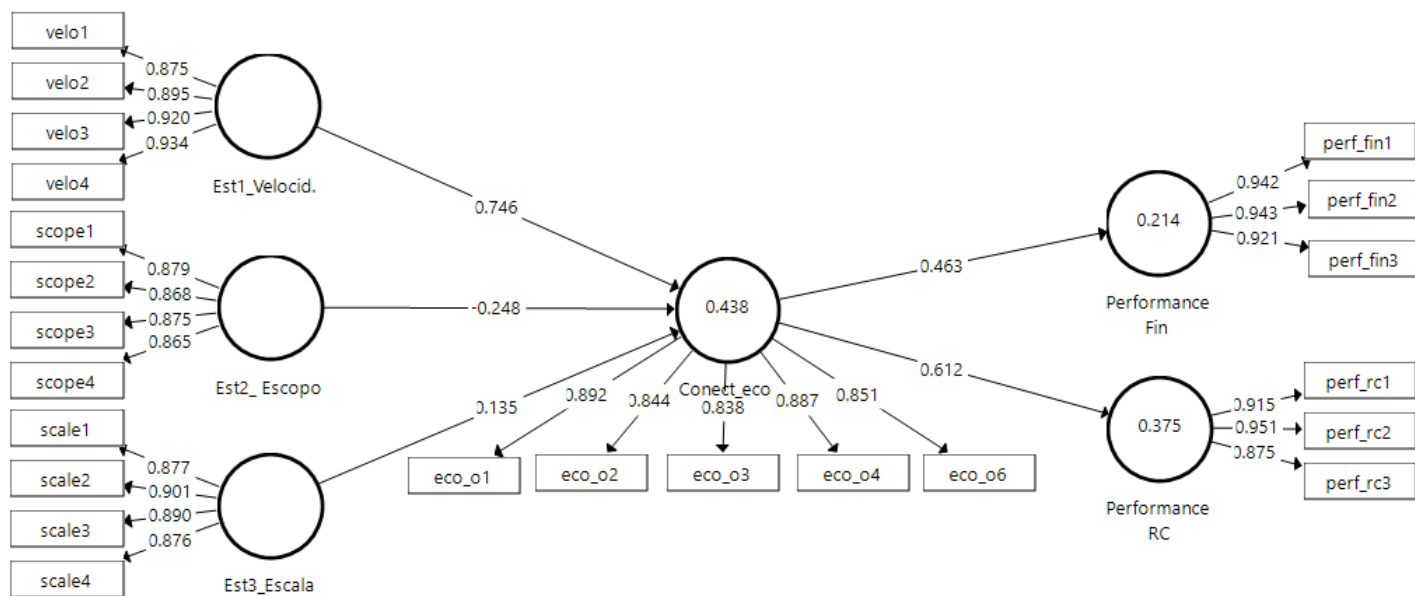 velo1
velo2
velo3
velo4
0.875
0.895
0.920
0.934
Est1_Velocid.
scope1
scope2
scope3
scope4
0.879
0.868
0.875
0.865
Est2_ Escopo
scale1
scale2
scale3
scale4
0.877
0.901
0.890
0.876
Est3_Escala
0.746
-0.248
0.135
0.438
Conect_eco
0.892
0.844
0.838
0.887
0.851
eco_o1
eco_o2
eco_o3
eco_o4
eco_o6
0.463
0.612
0.214
Performance
Fin
0.942
0.943
0.921
perf_fin1
perf_fin2
perf_fin3
0.375
Performance
RC
0.915
0.951
0.875
perf_rc1
perf_rc2
perf_rc3